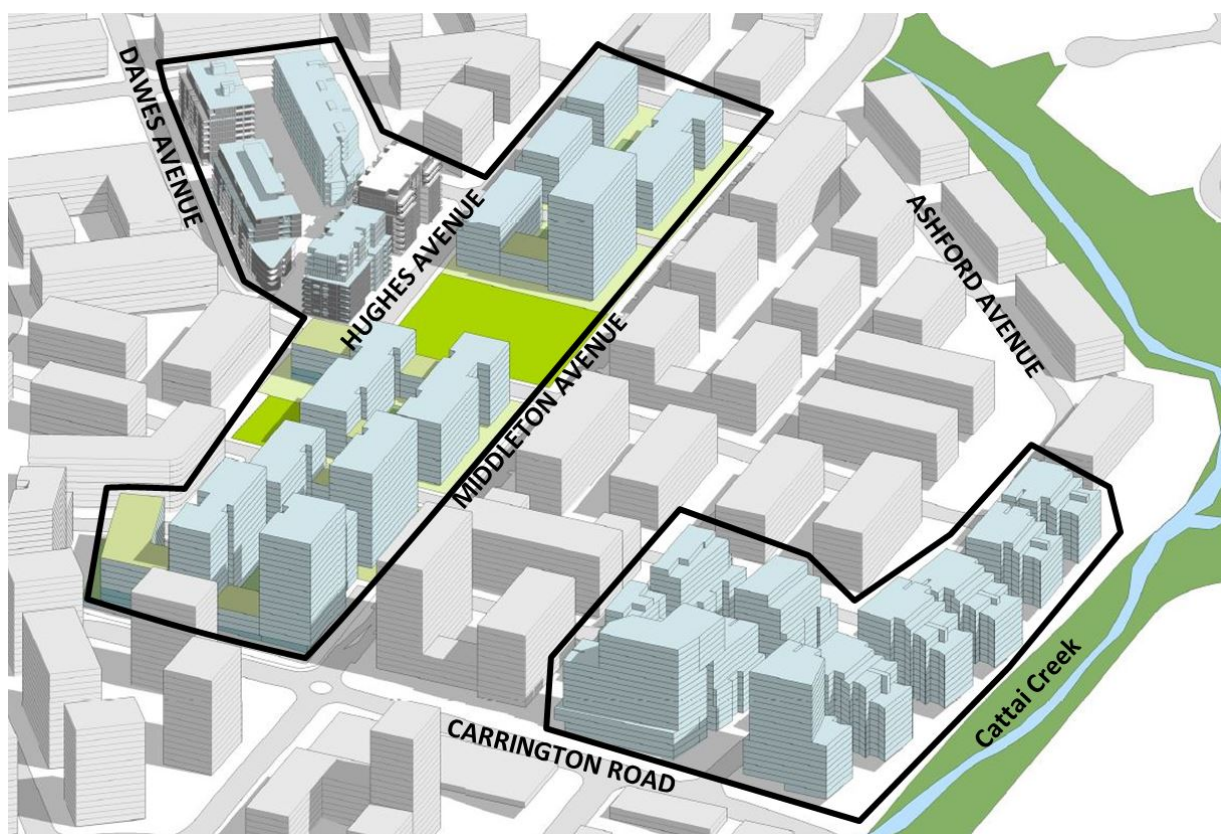 DAWES AVENUE
HUGHES AVENUE
ASHFORD AVENUE
MIDDLETON AVENUE
Cattai Creek
CARRINGTON ROAD